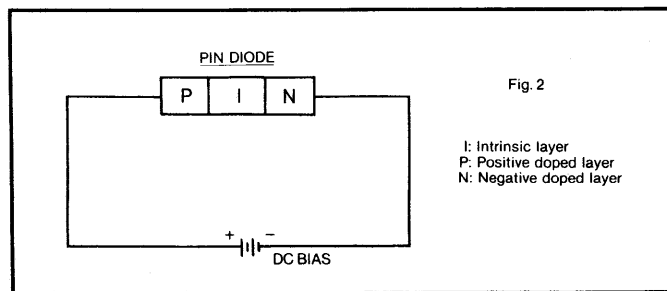 PIN DIODE
P I N
Fig. 2
I: Intrinsic layer
P: Positive doped layer
N: Negative doped layer
+ −
DC BIAS